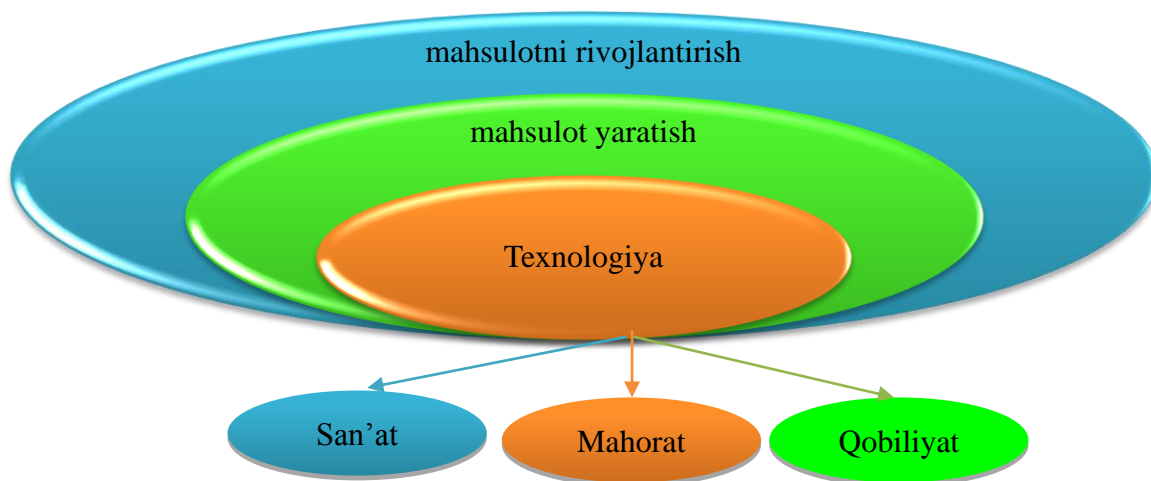 mahsulotni rivojlantirish
mahsulot yaratish
Texnologiya
San’at
Mahorat
Qobiliyat